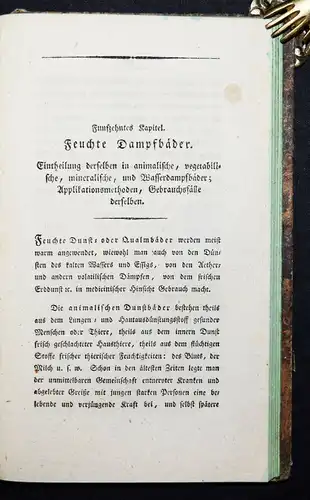 Funfzehntes Kapitel.
Feuchte Dampfbäder.
Eintheilung derselben in animalische, vegetabili-
sche, mineralische, und Wasserdampfbäder;
Applikationsmethoden, Gebrauchsfälle
derselben.
Feuchte Dunst- oder Qualmbäder werden meist
warm angewendet, wiewohl man auch von den Dün-
sten des kalten Wassers und Essigs, von den Aether-
und andern volatilischen Dämpfen, von dem frischen
Erddunst ꝛc. in medicinischer Hinsicht Gebrauch macht.
Die animalischen Dunstbäder bestehen theils
aus dem Lungen- und Hautausdünstungsstoff gesunder
Menschen oder Thiere, theils aus dem innern Dunst
frisch geschlachteter Hausthiere, theils aus dem flüchtigen
Stoffe frischer thierischer Feuchtigkeiten: des Bluts, der
Milch u. s. w. Schon in den ältesten Zeiten legte man
der unmittelbaren Gemeinschaft entnervter Kranken und
abgelebter Greiße mit jungen starken Personen eine be-
lebende und verjüngende Kraft bei, und selbst spätere